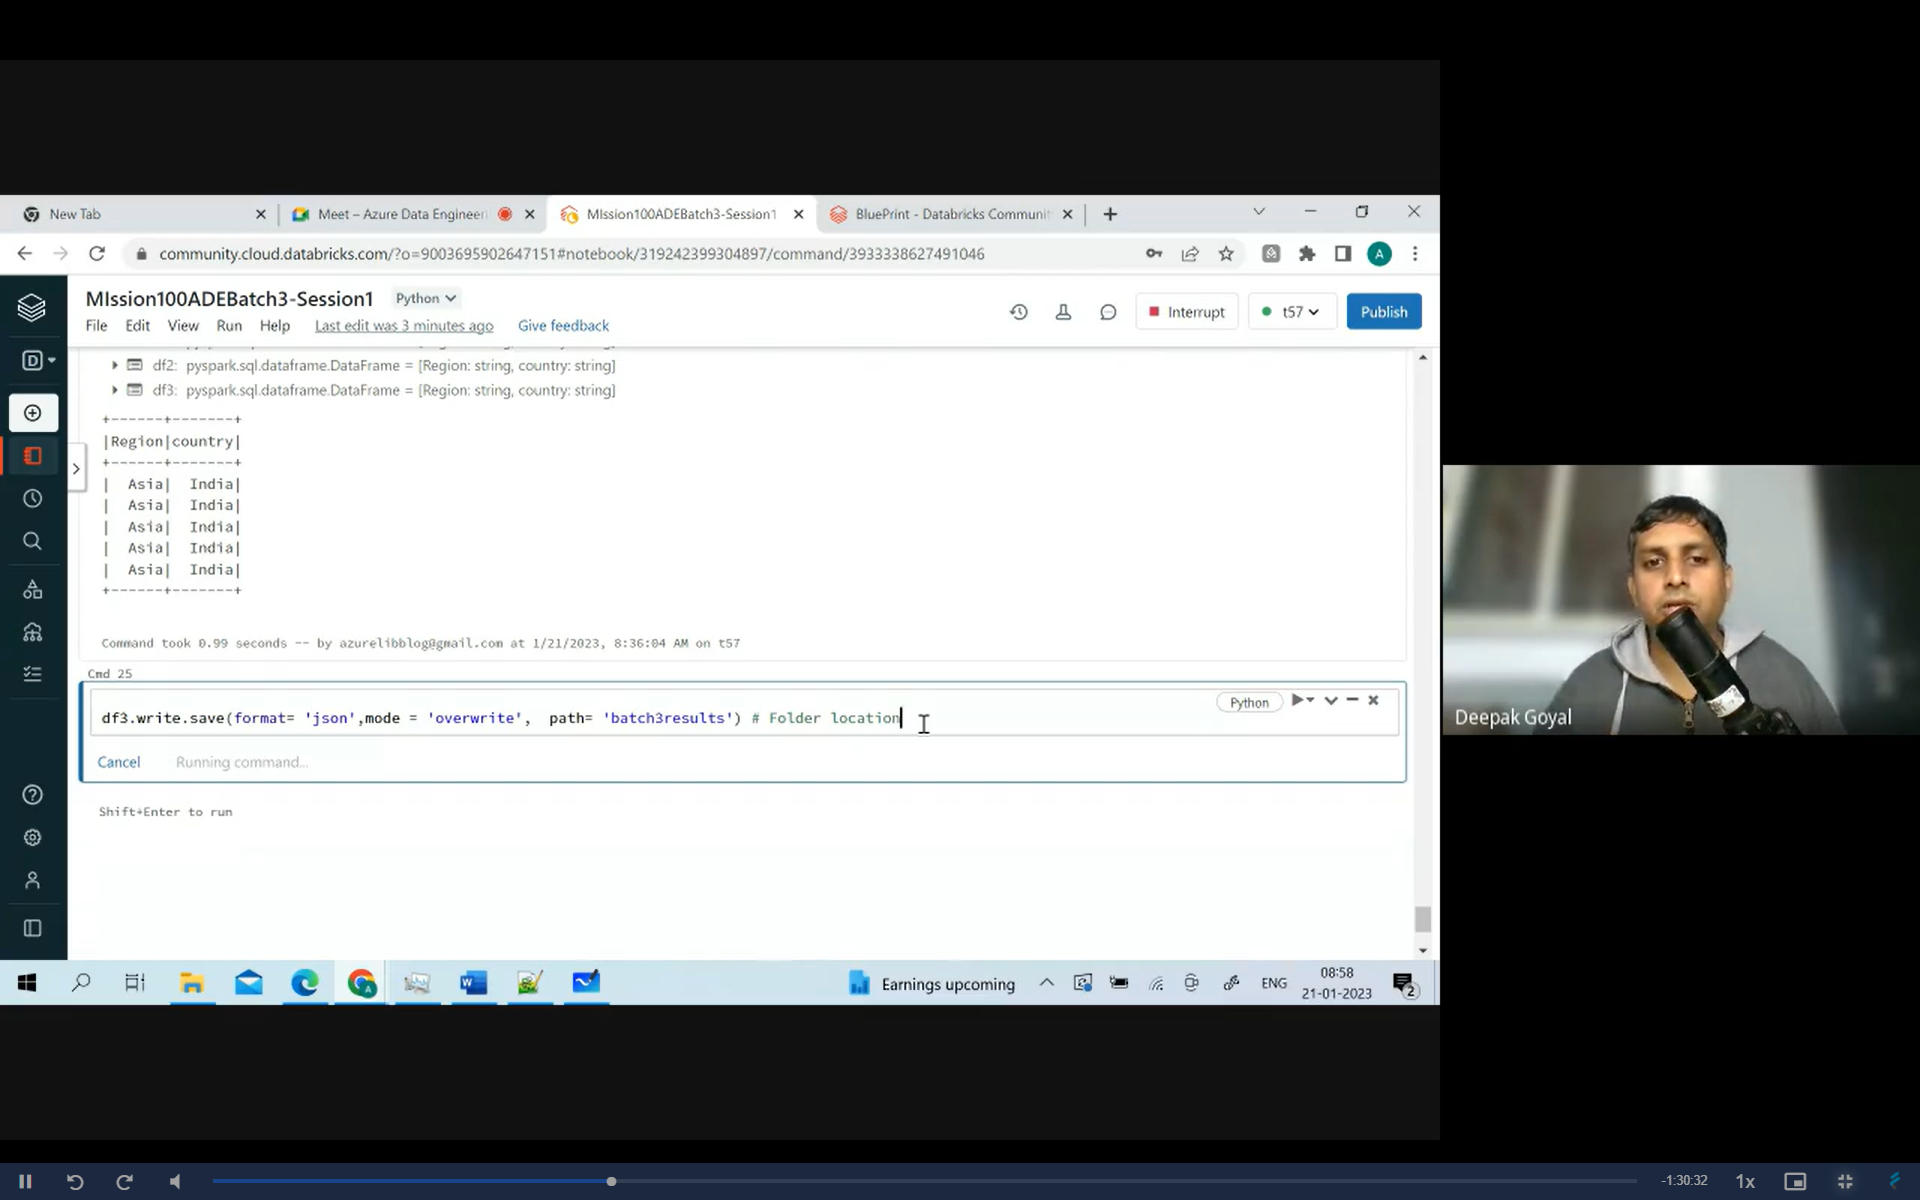 New Tab
Meet – Azure Data Engineer
MIssion100ADEBatch3-Session1
BluePrint - Databricks Communit
community.cloud.databricks.com/?o=9003695902647151#notebook/319242399304897/command/3933338627491046
A
MIssion100ADEBatch3-Session1
Python
File
Edit
View
Run
Help
Last edit was 3 minutes ago
Give feedback
Interrupt
t57
Publish
D
df2: pyspark.sql.dataframe.DataFrame = [Region: string, country: string]
df3: pyspark.sql.dataframe.DataFrame = [Region: string, country: string]
+------+-------+
|Region|country|
+------+-------+
|  Asia|  India|
|  Asia|  India|
|  Asia|  India|
|  Asia|  India|
|  Asia|  India|
+------+-------+
Command took 0.99 seconds -- by azurelibblog@gmail.com at 1/21/2023, 8:36:04 AM on t57
Cmd 25
Python
df3.write.save(format= 'json',mode = 'overwrite',  path= 'batch3results') # Folder location
Cancel
Running command...
Shift+Enter to run
Deepak Goyal
Earnings upcoming
ENG
08:58
21-01-2023
2
-1:30:32
1x